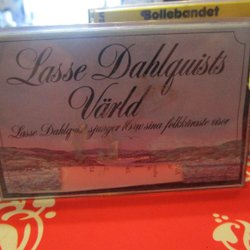 Bollebandet
Lasse Dahlquists
Värld
Lasse Dahlquist sjunger 16 av sina folkkäraste visor